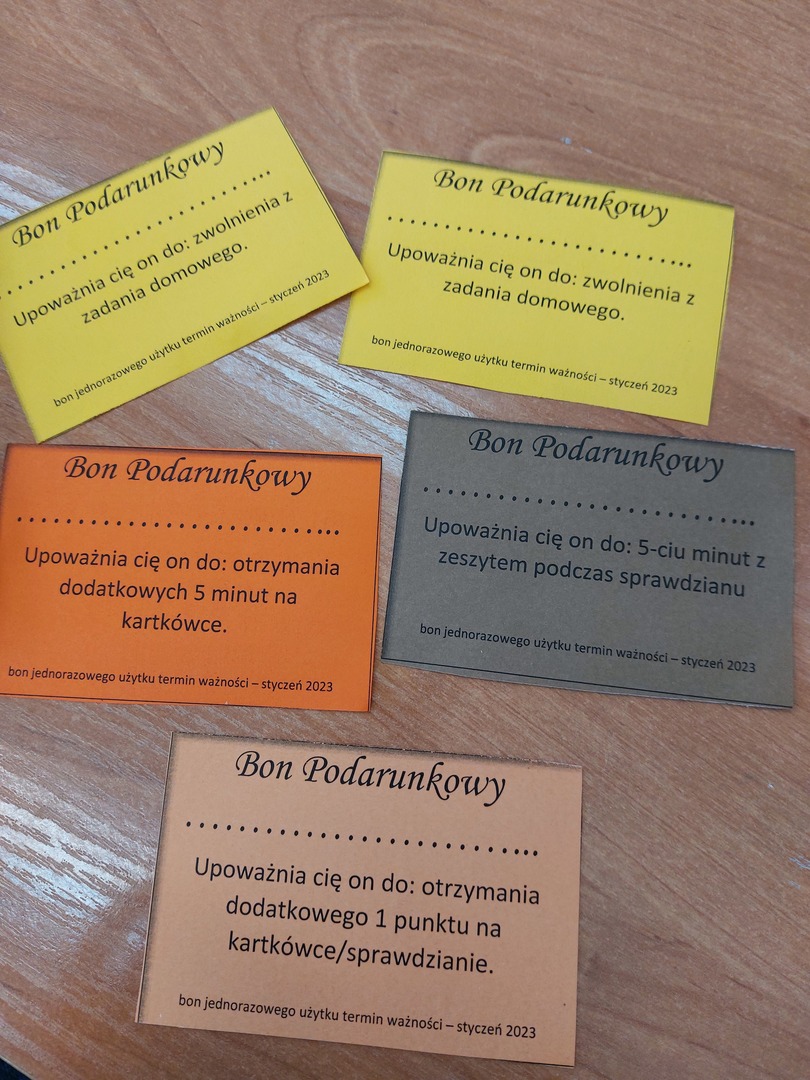 Bon Podarunkowy
……………………………
Upoważnia cię on do: zwolnienia z
zadania domowego.
bon jednorazowego użytku termin ważności – styczeń 2023
Bon Podarunkowy
……………………………
Upoważnia cię on do: zwolnienia z
zadania domowego.
bon jednorazowego użytku termin ważności – styczeń 2023
Bon Podarunkowy
……………………………
Upoważnia cię on do: otrzymania
dodatkowych 5 minut na
kartkówce.
bon jednorazowego użytku termin ważności – styczeń 2023
Bon Podarunkowy
……………………………
Upoważnia cię on do: 5-ciu minut z
zeszytem podczas sprawdzianu
bon jednorazowego użytku termin ważności – styczeń 2023
Bon Podarunkowy
……………………………
Upoważnia cię on do: otrzymania
dodatkowego 1 punktu na
kartkówce/sprawdzianie.
bon jednorazowego użytku termin ważności – styczeń 2023